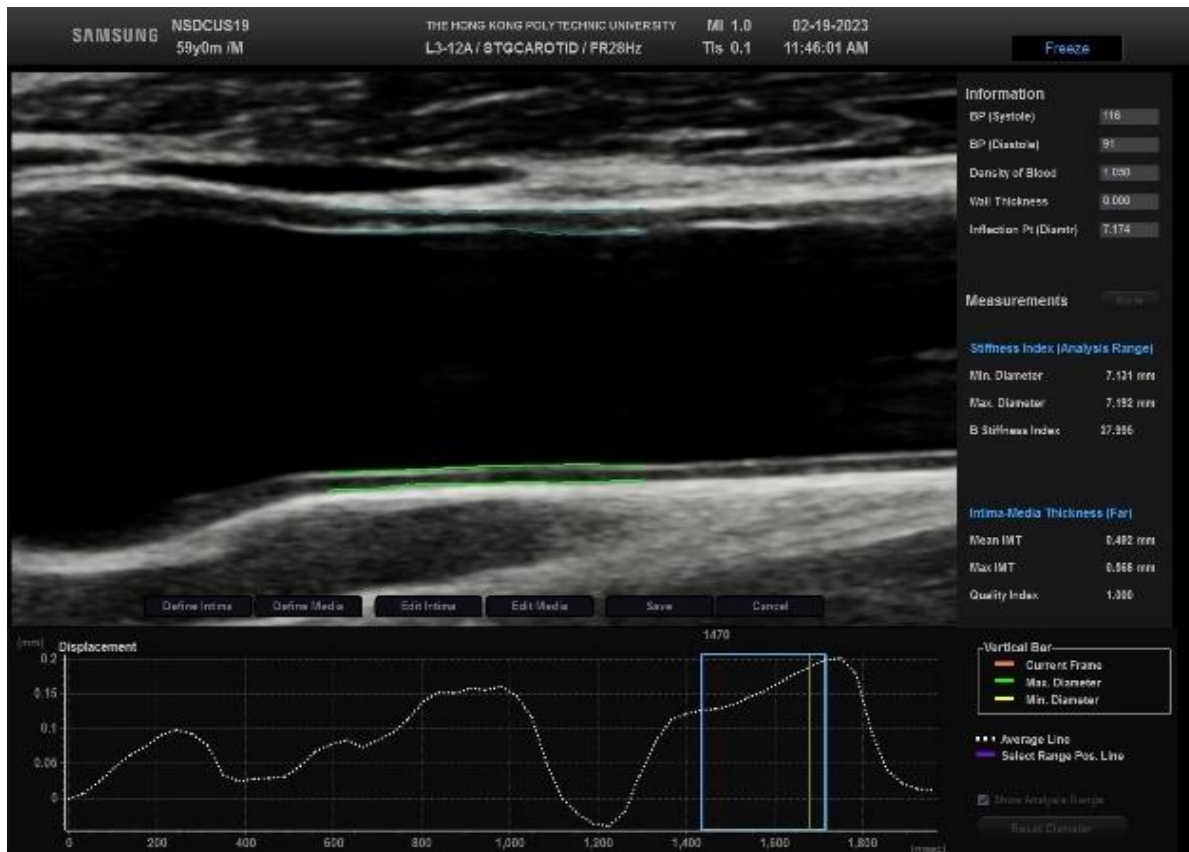 SAMSUNG
NSDCUS19
59y0m /M
THE HONG KONG POLYTECHNIC UNIVERSITY
L3-12A / STGCAROTID / FR28Hz
MI 1.0
TIs 0.1
02-19-2023
11:46:01 AM
Freeze
Information
BP (Systole) 116
BP (Diastole) 91
Density of Blood 1.050
Wall Thickness 0.000
Inflection Pt (Diamtr) 7.174
Measurements
Stiffness Index (Analysis Range)
Min. Diameter 7.131 mm
Max. Diameter 7.192 mm
B Stiffness Index
Intima-Media Thickness (Far)
Mean IMT 0.492 mm
Max IMT
Quality Index 1.000
Define Intima Define Media Edit Intima Edit Media Save Cancel
1470
(mm) Displacement
0.2
0.15
0.1
0.05
0
0 200 400 600 800 1,000 1,200 1,400 1,600 1,800
(msec)
Vertical Bar
Current Frame
Max. Diameter
Min. Diameter
Average Line
Select Range Pos. Line
Show Analysis Range
Reset Diameter